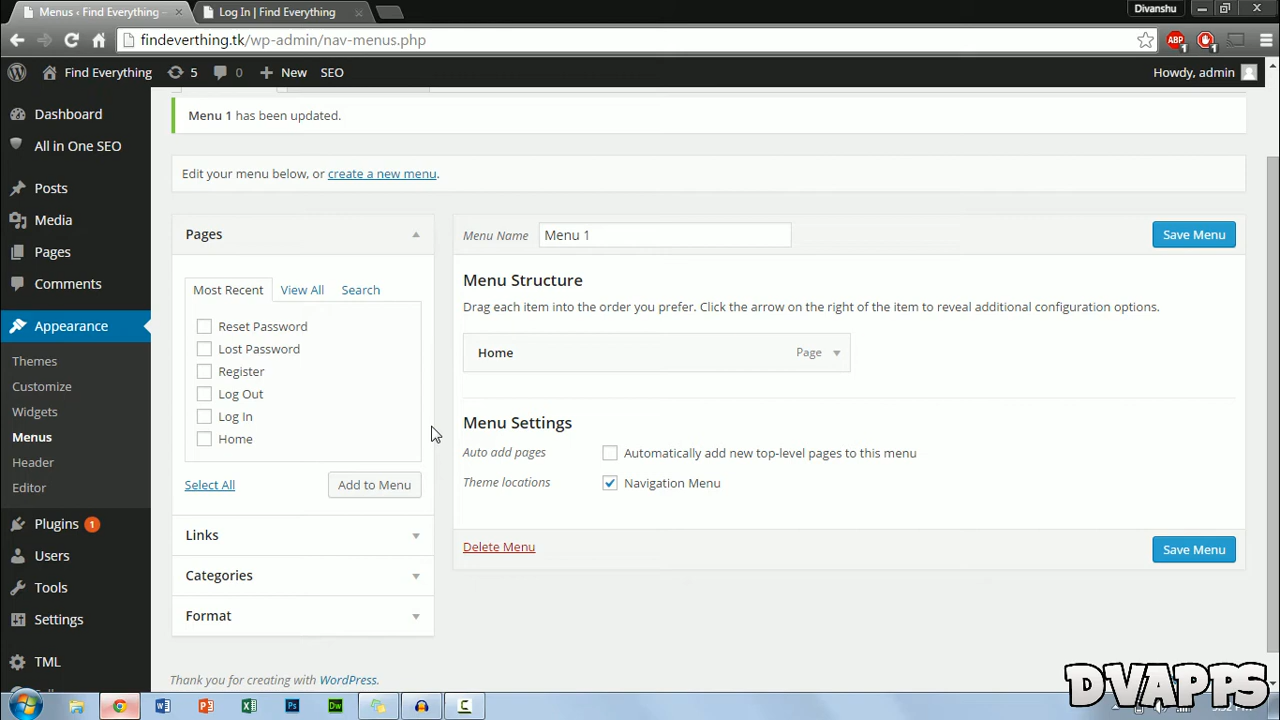 Menus ‹ Find Everything -
Log In | Find Everything
Divanshu
findeverthing.tk/wp-admin/nav-menus.php
ABP
1
1
Find Everything
5
0
New
SEO
Howdy, admin
Dashboard
All in One SEO
Posts
Media
Pages
Comments
Appearance
Themes
Customize
Widgets
Menus
Header
Editor
Plugins 1
Users
Tools
Settings
TML
Menu 1 has been updated.
Edit your menu below, or create a new menu.
Pages
Most Recent
View All
Search
Reset Password
Lost Password
Register
Log Out
Log In
Home
Select All
Add to Menu
Links
Categories
Format
Menu Name
Menu 1
Save Menu
Menu Structure
Drag each item into the order you prefer. Click the arrow on the right of the item to reveal additional configuration options.
Home
Page
Menu Settings
Auto add pages
Automatically add new top-level pages to this menu
Theme locations
Navigation Menu
Delete Menu
Save Menu
Thank you for creating with WordPress.
DVAPPS